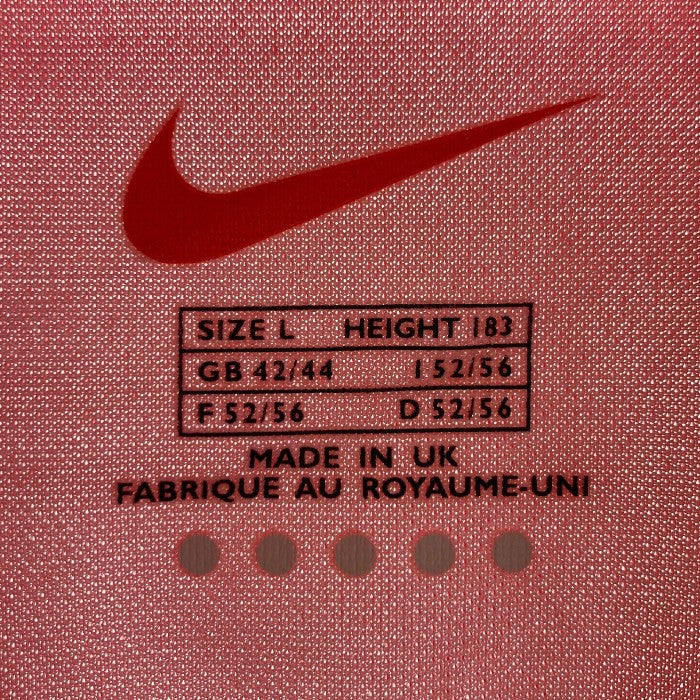 SIZE L HEIGHT 183
GB 42/44 I 52/56
F 52/56 D 52/56
MADE IN UK
FABRIQUE AU ROYAUME-UNI